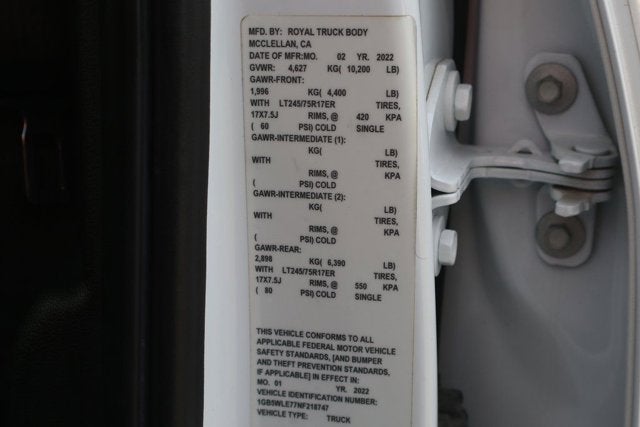 MFD. BY: ROYAL TRUCK BODY
MCCLELLAN, CA
DATE OF MFR:MO. 02 YR. 2022
GVWR: 4,627 KG( 10,200 LB)
GAWR-FRONT:
1,996 KG( 4,400 LB)
WITH LT245/75R17ER TIRES,
17X7.5J RIMS, @ 420 KPA
( 60 PSI) COLD SINGLE
GAWR-INTERMEDIATE (1):
KG( LB)
WITH TIRES,
RIMS, @ KPA
( PSI) COLD
GAWR-INTERMEDIATE (2):
KG( LB)
WITH TIRES,
RIMS, @ KPA
( PSI) COLD
GAWR-REAR:
2,898 KG( 6,390 LB)
WITH LT245/75R17ER TIRES,
17X7.5J RIMS, @ 550 KPA
( 80 PSI) COLD SINGLE
THIS VEHICLE CONFORMS TO ALL
APPLICABLE FEDERAL MOTOR VEHICLE
SAFETY STANDARDS, [AND BUMPER
AND THEFT PREVENTION STANDARDS,
IF APPLICABLE] IN EFFECT IN:
MO. 01 YR. 2022
VEHICLE IDENTIFICATION NUMBER:
1GB5WLE77NF218747
VEHICLE TYPE: TRUCK